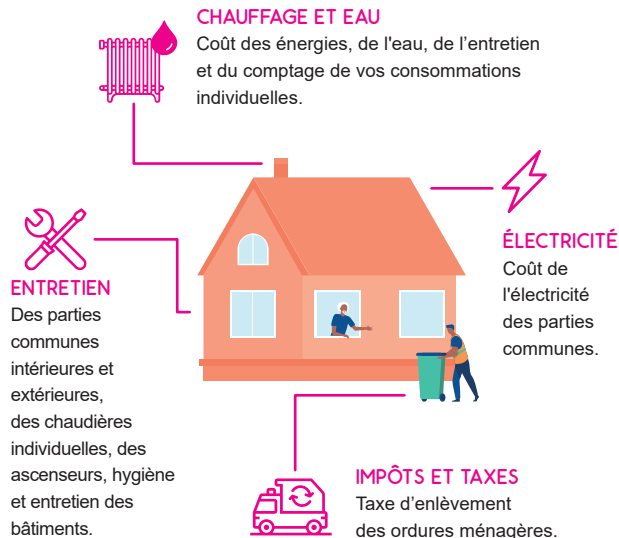 CHAUFFAGE ET EAU
Coût des énergies, de l'eau, de l’entretien
et du comptage de vos consommations
individuelles.
ÉLECTRICITÉ
Coût de
l'électricité
des parties
communes.
ENTRETIEN
Des parties
communes
intérieures et
extérieures,
des chaudières
individuelles, des
ascenseurs, hygiène
et entretien des
bâtiments.
IMPÔTS ET TAXES
Taxe d’enlèvement
des ordures ménagères.